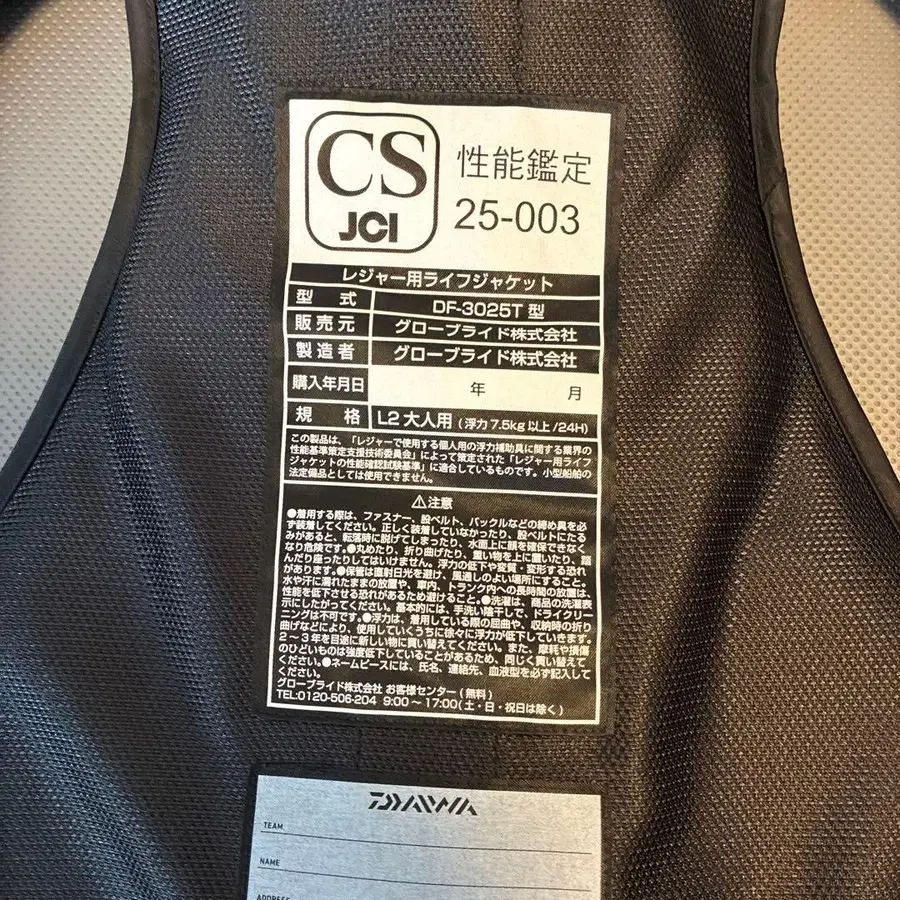 CS
JCI
性能鑑定
25-003
レジャー用ライフジャケット
型 式 DF-3025T 型
販売元 グローブライド株式会社
製造者 グローブライド株式会社
購入年月日 年 月
規 格 L2 大人用 (浮力 7.5kg 以上 /24H)
この製品は、「レジャーで使用する個人用の浮力補助具に関する業界の
性能基準策定支援技術委員会」によって策定された「レジャー用ライフ
ジャケットの性能確認試験基準」に適合しているものです。小型船舶の
法定備品としては使用できません。
⚠注意
●着用する際は、ファスナー、股ベルト、バックルなどの締め具を必
ず装着してください。正しく装着していなかったり、股ベルトにたる
みがあると、転落時に脱げてしまったり、水面上に顔を確保できなく
なり危険です。●丸めたり、折り曲げたり、重い物を上に置いたり、踏
んだり座ったりしてはいけません。浮力の低下や変質・変形する恐れ
があります。●保管は直射日光を避け、風通しのよい場所にすること。
水や汗に濡れたままの放置や、車内、トランク内への長時間の放置は、
性能を低下させる恐れがあるため避けること。●洗濯は、商品の洗濯表
示にしたがってください。基本的には、手洗い陰干しで、ドライクリー
ニングは不可です。●浮力は、着用している際の屈曲や、収納時の折り
曲げなどにより、使用していくうちに徐々に浮力が低下していきます。
2～3年を目途に新しい物に買い替えてください。また、摩耗や損傷
のひどいものは強度低下していることがあるため、同じく買い替えて
ください。●ネームピースには、氏名、連絡先、血液型を必ず記入して
ください。
グローブライド株式会社 お客様センター (無料)
TEL:0120-506-204 9:00～17:00(土・日・祝日は除く)
DAIWA
TEAM
NAME
ADDRESS